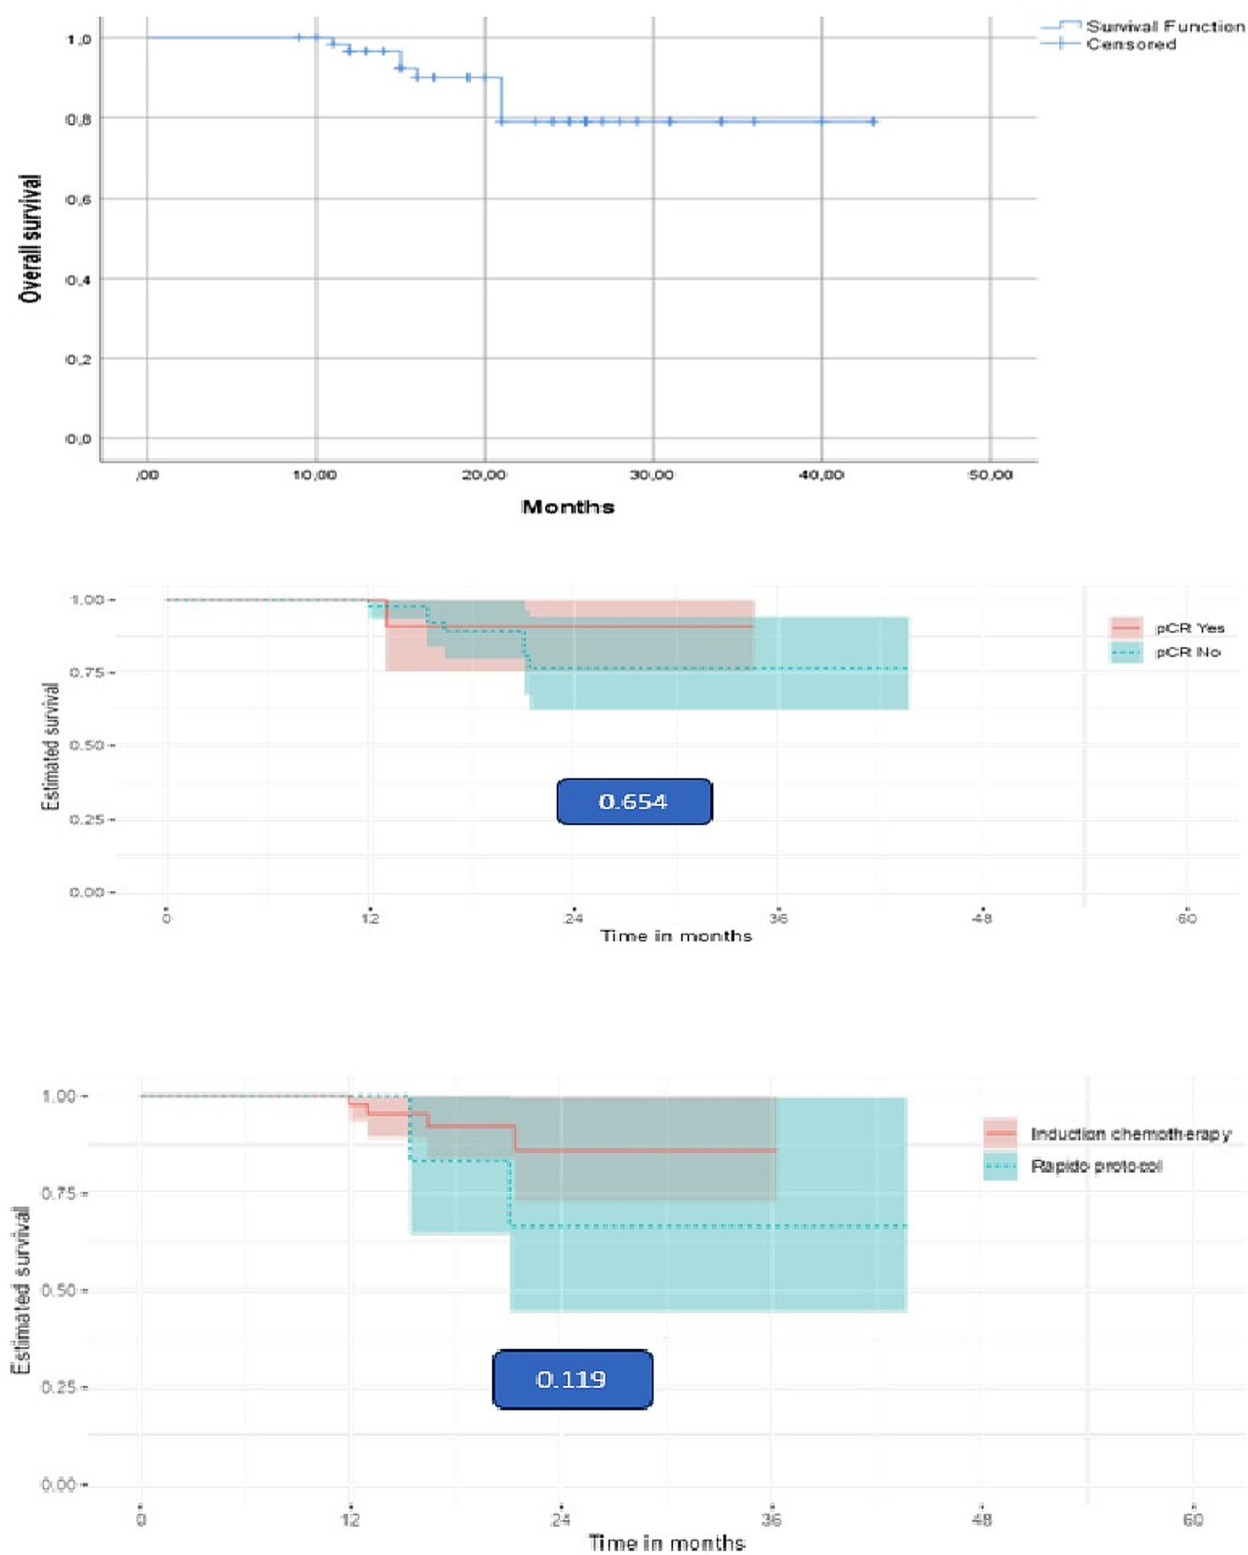 Survival Function
Censored
1,0
0,8
0,6
0,4
0,2
0,0
Overall survival
,00 10,00 20,00 30,00 40,00 50,00
Months
1.00
0.75
0.50
0.25
0.00
Estimated survival
pCR Yes
pCR No
0.654
0 12 24 36 48 60
Time in months
1.00
0.75
0.50
0.25
0.00
Estimated survival
Induction chemotherapy
Rapido protocol
0.119
0 12 24 36 48 60
Time in months